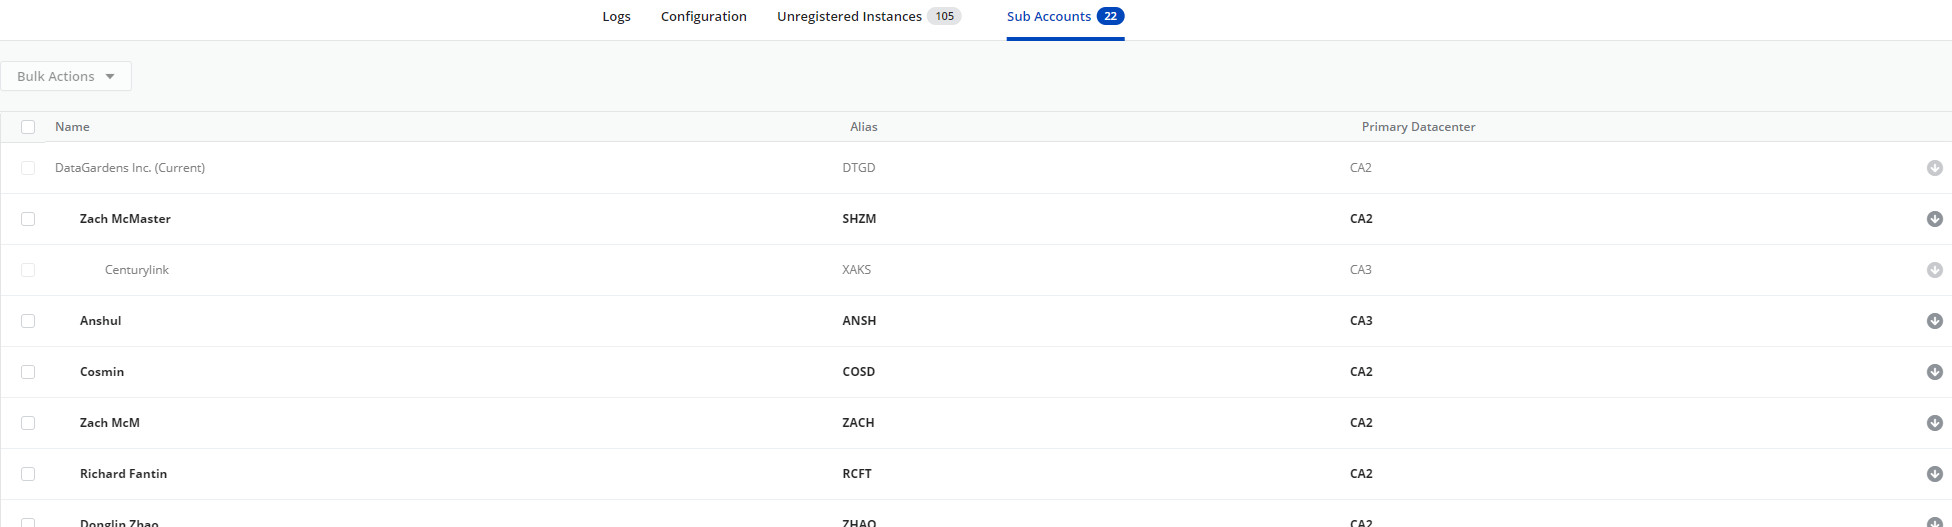 Logs Configuration Unregistered Instances 105 Sub Accounts 22
Bulk Actions
Name Alias Primary Datacenter
DataGardens Inc. (Current) DTGD CA2
Zach McMaster SHZM CA2
Centurylink XAKS CA3
Anshul ANSH CA3
Cosmin COSD CA2
Zach McM ZACH CA2
Richard Fantin RCFT CA2
Donglin Zhao ZHAO CA2